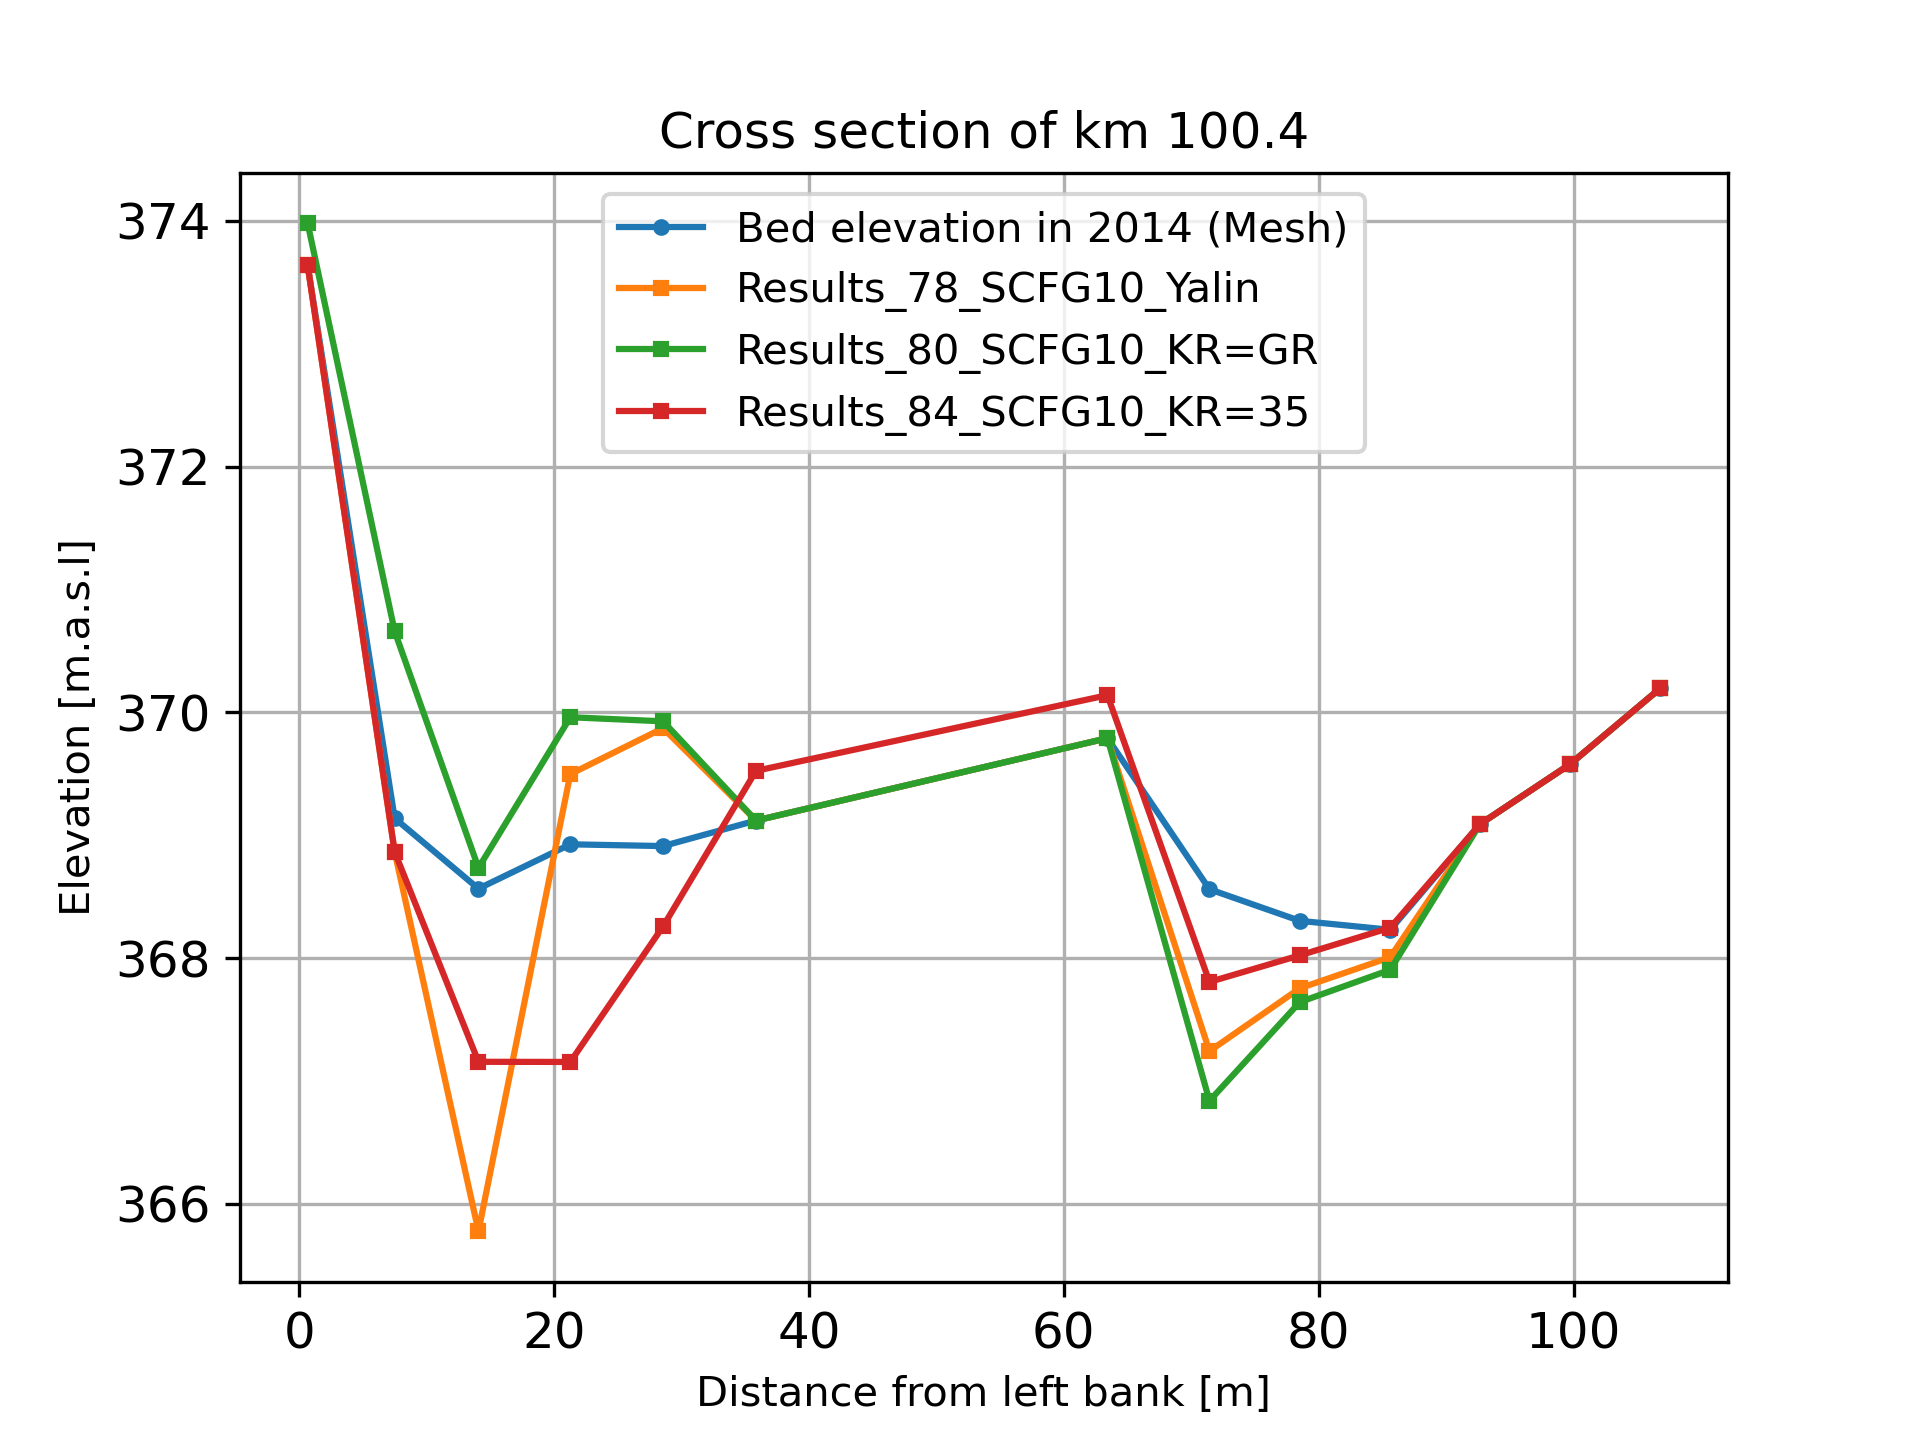 Cross section of km 100.4
Bed elevation in 2014 (Mesh)
Results_78_SCFG10_Yalin
Results_80_SCFG10_KR=GR
Results_84_SCFG10_KR=35
374
372
370
368
366
Elevation [m.a.s.l]
0 20 40 60 80 100
Distance from left bank [m]